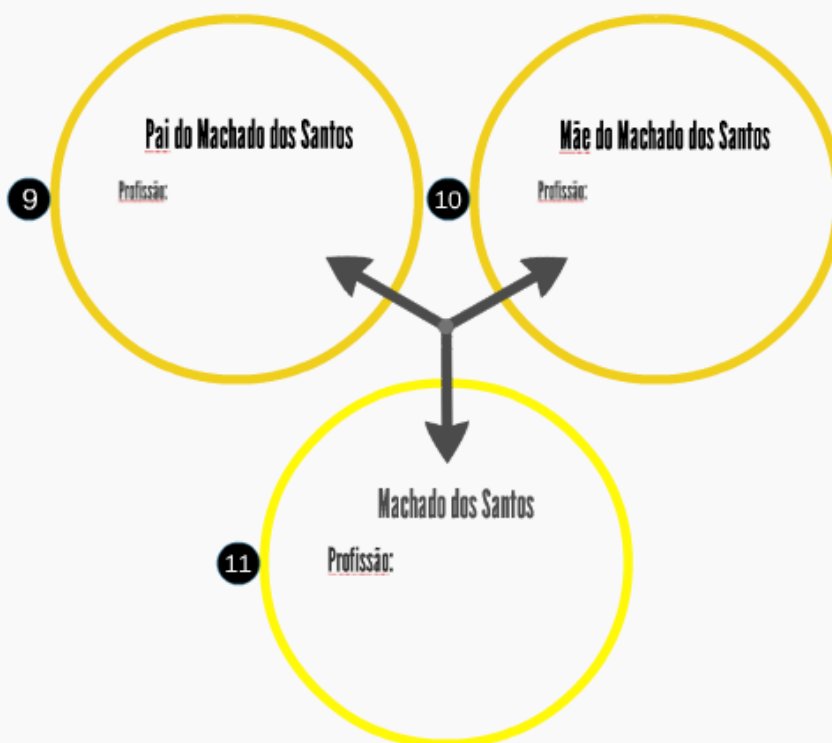 Pai do Machado dos Santos
Profissão:
9
Mãe do Machado dos Santos
Profissão:
10
Machado dos Santos
Profissão:
11